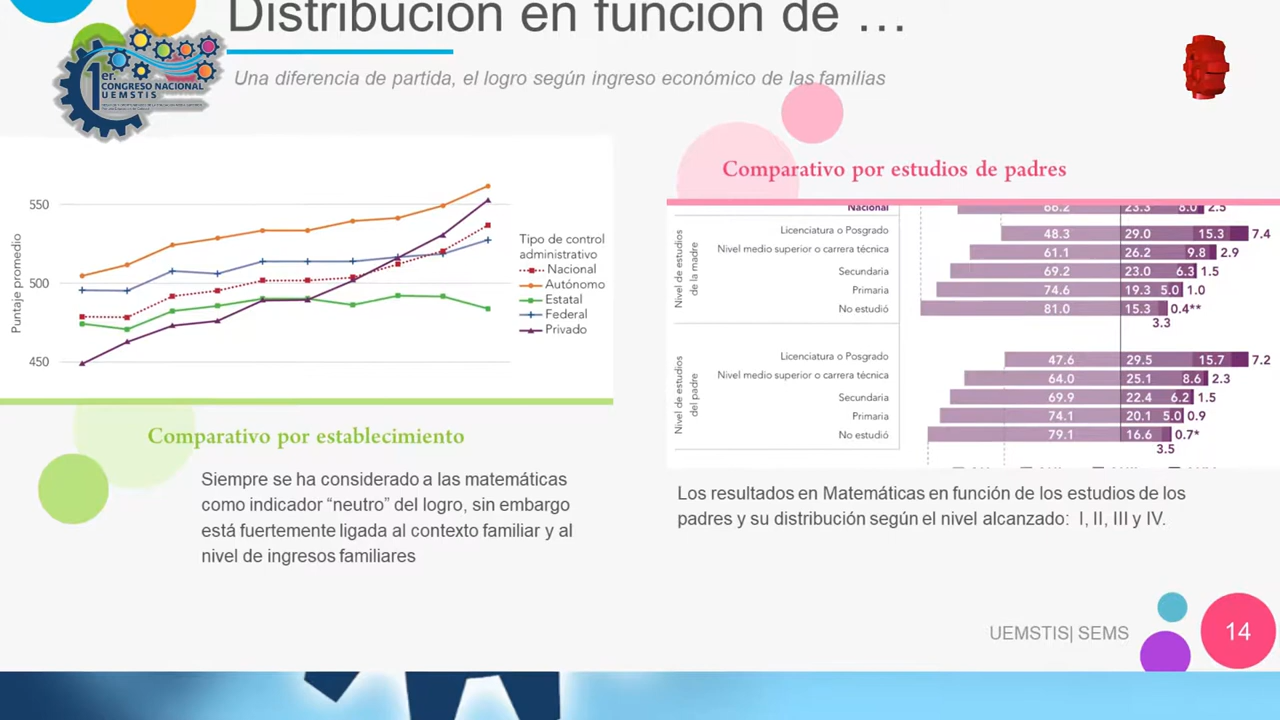 Distribución en función de ...
Una diferencia de partida, el logro según ingreso económico de las familias
1er.
CONGRESO NACIONAL
UEMSTIS
550
500
450
Puntaje promedio
Tipo de control
administrativo
Nacional
Autónomo
Estatal
Federal
Privado
Comparativo por establecimiento
Siempre se ha considerado a las matemáticas
como indicador “neutro” del logro, sin embargo
está fuertemente ligada al contexto familiar y al
nivel de ingresos familiares
Comparativo por estudios de padres
Nacional 66.2 23.3 8.0 2.5
Nivel de estudios
de la madre
Licenciatura o Posgrado 48.3 29.0 15.3 7.4
Nivel medio superior o carrera técnica 61.1 26.2 9.8 2.9
Secundaria 69.2 23.0 6.3 1.5
Primaria 74.6 19.3 5.0 1.0
No estudió 81.0 15.3 0.4**
3.3
Nivel de estudios
del padre
Licenciatura o Posgrado 47.6 29.5 15.7 7.2
Nivel medio superior o carrera técnica 64.0 25.1 8.6 2.3
Secundaria 69.9 22.4 6.2 1.5
Primaria 74.1 20.1 5.0 0.9
No estudió 79.1 16.6 0.7*
3.5
Los resultados en Matemáticas en función de los estudios de los
padres y su distribución según el nivel alcanzado: I, II, III y IV.
UEMSTIS| SEMS
14